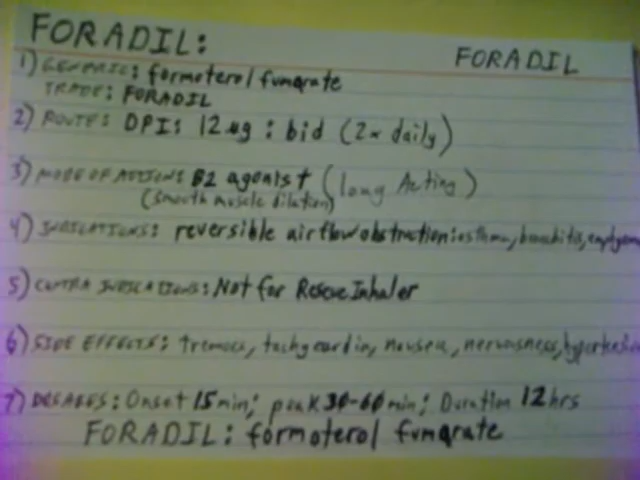 FORADIL:
FORADIL
1) GENERIC: formoterol fumarate
TRADE: FORADIL
2) ROUTE: DPI: 12 ug : bid (2x daily)
3) MODE OF ACTION: B2 agonist (long Acting)
(smooth muscle dilation)
4) INDICATIONS: reversible airflow obstruction: asthma, bronchitis,
5) CONTRA INDICATIONS: Not for Rescue Inhaler
6) SIDE EFFECTS: tremors, tachycardia, nausea, nervousness,
7) : Onset 15 min; peak 30-60 min; Duration 12 hrs
FORADIL: formoterol fumarate